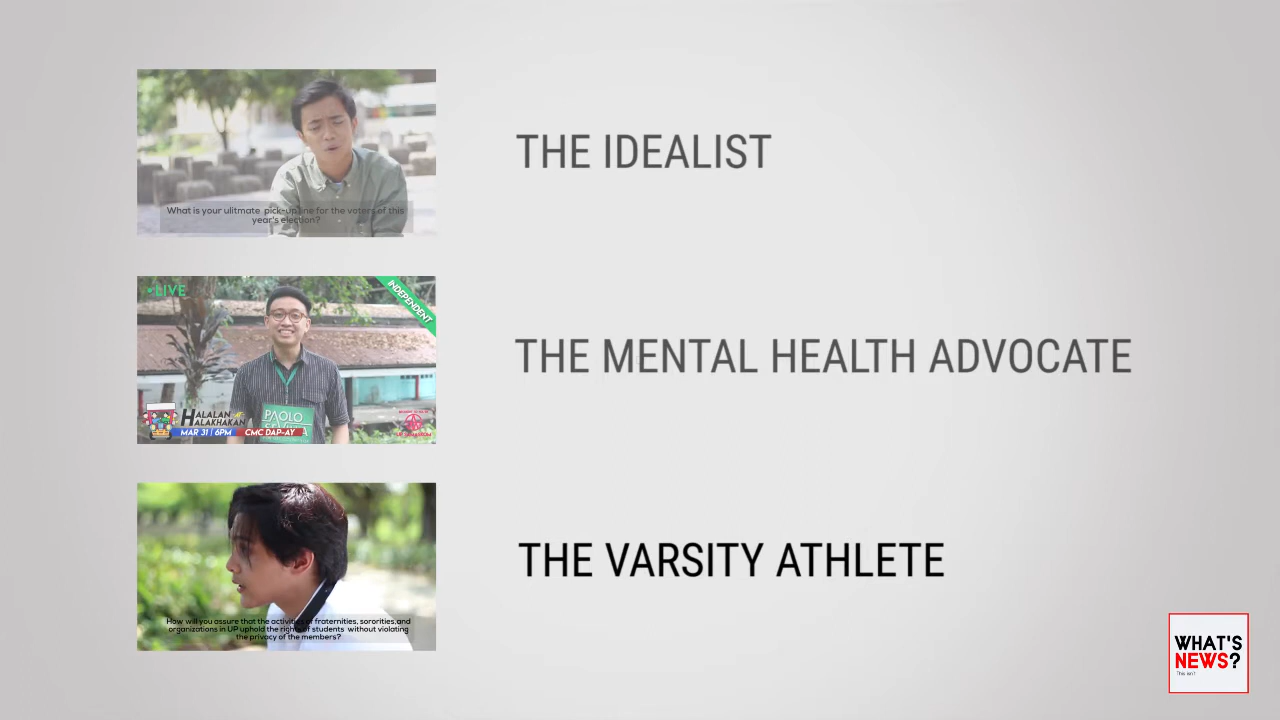 What is your ulitmate pick-up line for the voters of this
year's election?
THE IDEALIST
LIVE
INDEPENDENT
HALALAN
HALAKHAKAN
MAR 31 | 6PM CMC DAP-AY
PAOLO
THE MENTAL HEALTH ADVOCATE
How will you assure that the activities of fraternities, sororities,and
organizations in UP uphold the rights of students without violating
the privacy of the members?
THE VARSITY ATHLETE
WHAT'S
NEWS?
This isn't